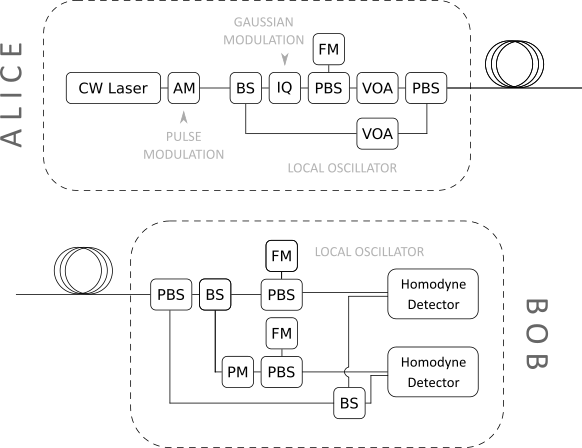 ALICE
GAUSSIAN
MODULATION
FM
CW Laser
AM
BS
IQ
PBS
VOA
PBS
PULSE
MODULATION
VOA
LOCAL OSCILLATOR
BOB
LOCAL OSCILLATOR
FM
PBS
BS
PBS
Homodyne
Detector
FM
PM
PBS
Homodyne
Detector
BS